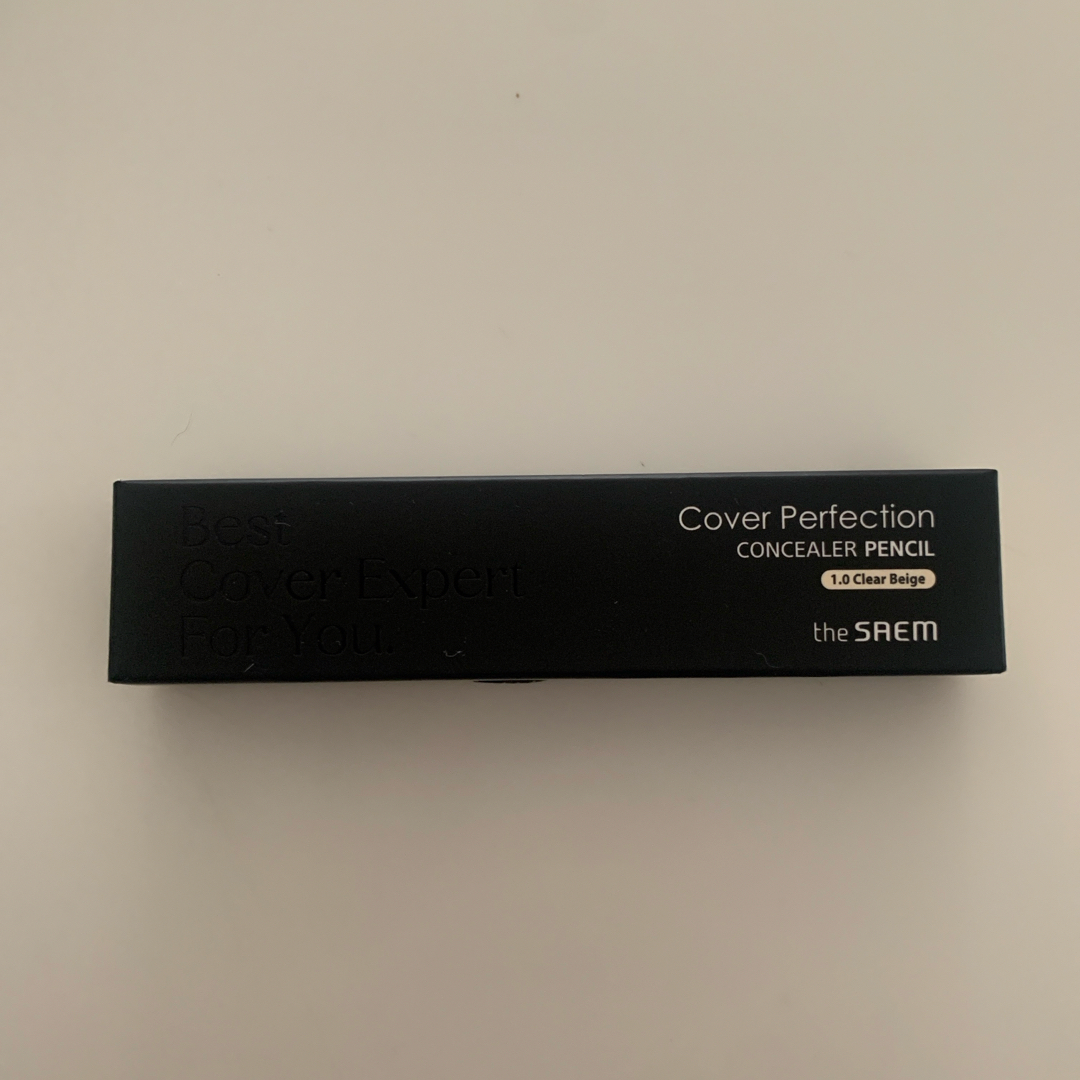 Best
Cover Expert
For You.
Cover Perfection
CONCEALER PENCIL
1.0 Clear Beige
the SAEM